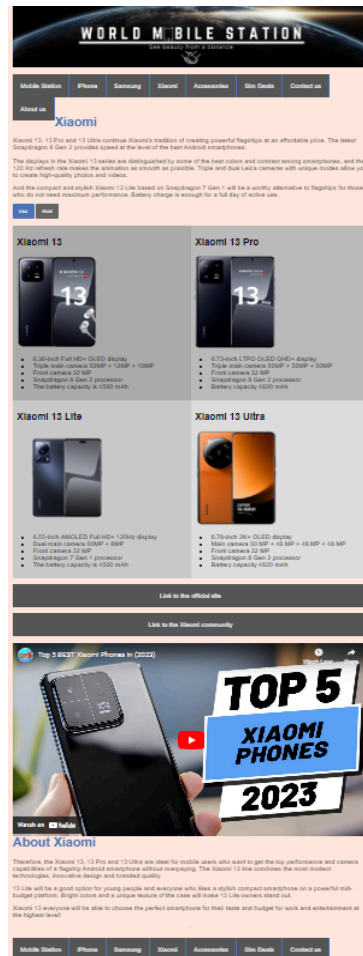 WORLD MOBILE STATION
See beauty from a distance
Mobile Station iPhone Samsung Xiaomi Accessories Sim Deals Contact us
About us
Xiaomi
Xiaomi 13, 13 Pro and 13 Ultra continue Xiaomi's tradition of creating powerful flagships at an affordable price. The latest
Snapdragon 8 Gen 2 provides speed at the level of the best Android smartphones.
The displays in the Xiaomi 13 series are distinguished by some of the best colors and contrast among smartphones, and the
120 Hz refresh rate makes the animation as smooth as possible. Triple and dual Leica cameras with unique modes allow yo
to create high-quality photos and videos.
And the compact and stylish Xiaomi 13 Lite based on Snapdragon 7 Gen 1 will be a worthy alternative to flagships for those
who do not need maximum performance. Battery charge is enough for a full day of active use.
List Grid
Xiaomi 13
XIAOMI 13
13
6.36-inch Full HD+ OLED display
Triple main camera 50MP + 12MP + 10MP
Front camera 32 MP
Snapdragon 8 Gen 2 processor
The battery capacity is 4500 mAh
Xiaomi 13 Pro
13
6.73-inch LTPO OLED QHD+ display
Triple main camera 50MP + 50MP + 50MP
Front camera 32 MP
Snapdragon 8 Gen 2 processor
Battery capacity 4820 mAh
Xiaomi 13 Lite
6.55-inch AMOLED Full HD+ 120Hz display
Dual main camera 50MP + 8MP
Front camera 32 MP
Snapdragon 7 Gen 1 processor
The battery capacity is 4500 mAh
Xiaomi 13 Ultra
6.78-inch 2K+ OLED display
Main camera 50 MP + 48 MP + 48 MP + 48 MP
Front camera 32 MP
Snapdragon 8 Gen 2 processor
Battery capacity 4820 mAh
Link to the official site
Link to the Xiaomi community
Top 5 BEST Xiaomi Phones in (2023)
Watch Later Share
TOP 5
XIAOMI
PHONES
2023
Watch on YouTube
About Xiaomi
Therefore, the Xiaomi 13, 13 Pro and 13 Ultra are ideal for mobile users who want to get the top performance and camera
capabilities of a flagship Android smartphone without overpaying. The Xiaomi 13 line combines the most modern
technologies, innovative design and branded quality.
13 Lite will be a good option for young people and everyone who likes a stylish compact smartphone on a powerful mid-
budget platform. Bright colors and a unique texture of the case will make 13 Lite owners stand out.
Xiaomi 13 everyone will be able to choose the perfect smartphone for their taste and budget for work and entertainment at
the highest level!
Mobile Station iPhone Samsung Xiaomi Accessories Sim Deals Contact us